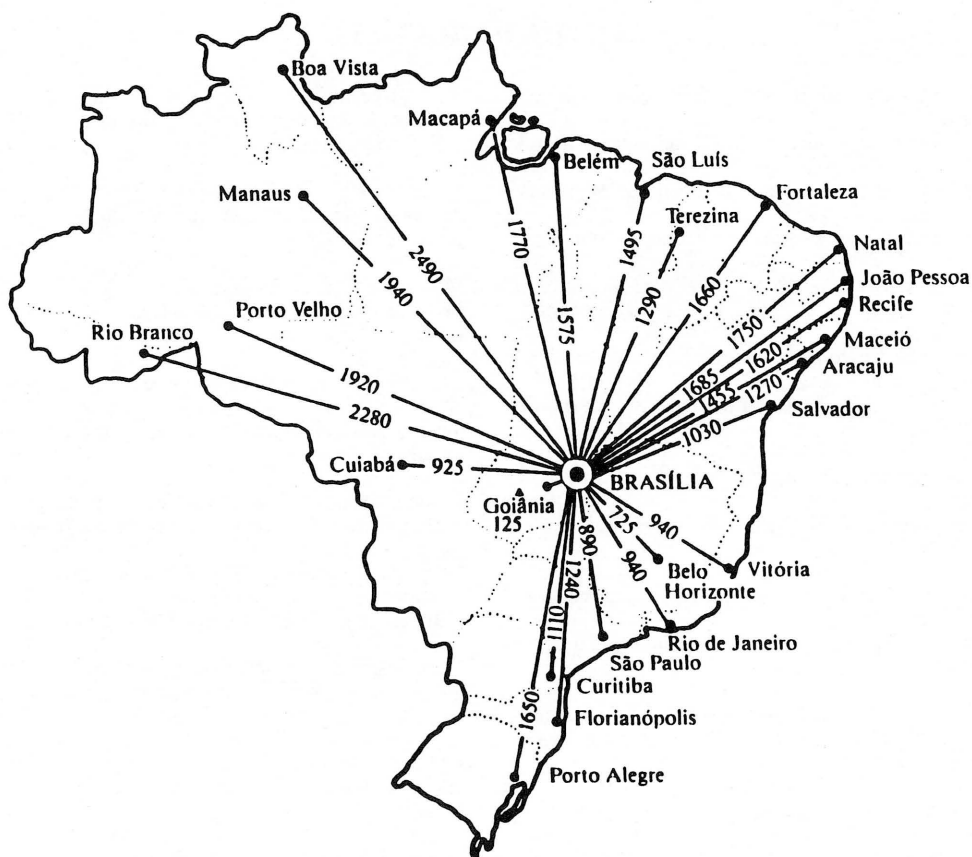 Boa Vista
Macapá
Belém
São Luís
Manaus
Terezina
Fortaleza
Natal
1770
1495
2490
1290
1660
1940
João Pessoa
Recife
Porto Velho
1575
1750
Rio Branco
1620
Maceió
1685
Aracaju
1920
1455
1270
2280
Salvador
1030
Cuiabá
925
BRASÍLIA
Goiânia
125
725
940
890
940
Belo
Horizonte
Vitória
1240
1110
Rio de Janeiro
São Paulo
Curitiba
1650
Florianópolis
Porto Alegre